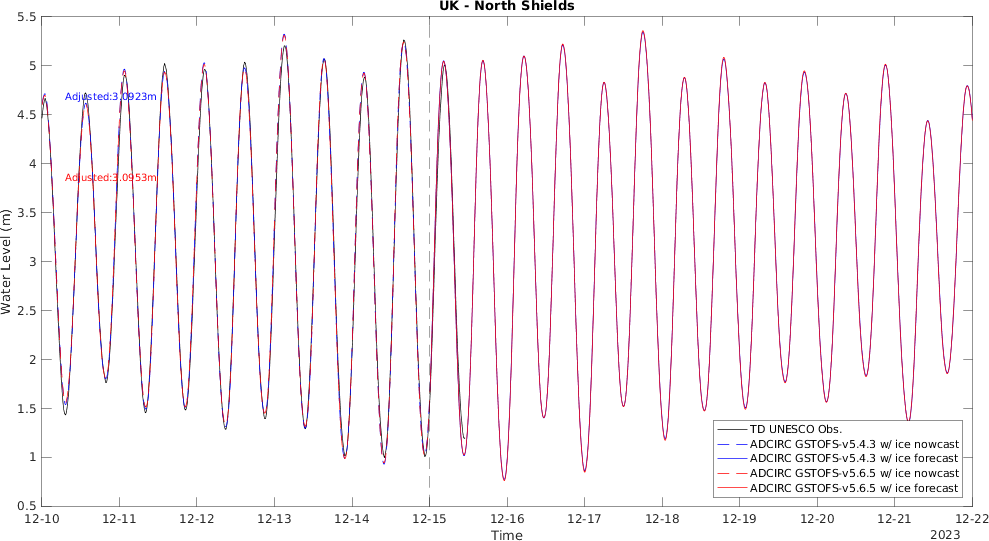 UK - North Shields
5.5
5
4.5
4
3.5
3
2.5
2
1.5
1
0.5
Water Level (m)
Adjusted:3.0923m
Adjusted:3.0953m
TD UNESCO Obs.
ADCIRC GSTOFS-v5.4.3 w/ ice nowcast
ADCIRC GSTOFS-v5.4.3 w/ ice forecast
ADCIRC GSTOFS-v5.6.5 w/ ice nowcast
ADCIRC GSTOFS-v5.6.5 w/ ice forecast
12-10 12-11 12-12 12-13 12-14 12-15 12-16 12-17 12-18 12-19 12-20 12-21 12-22
Time
2023